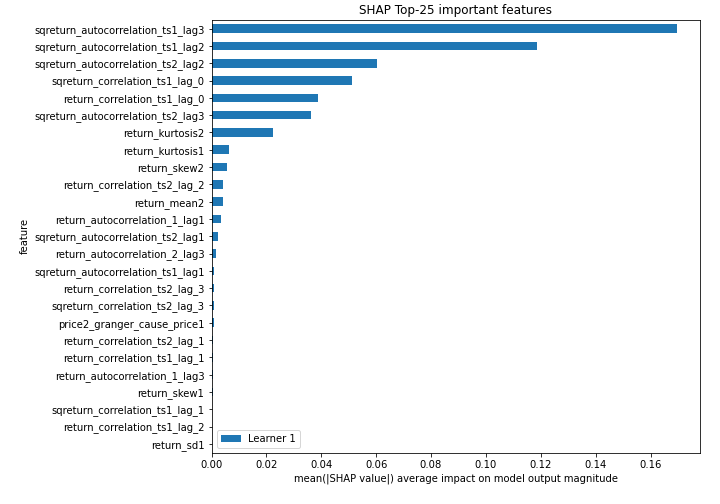 SHAP Top-25 important features
sqreturn_autocorrelation_ts1_lag3
sqreturn_autocorrelation_ts1_lag2
sqreturn_autocorrelation_ts2_lag2
sqreturn_correlation_ts1_lag_0
return_correlation_ts1_lag_0
sqreturn_autocorrelation_ts2_lag3
return_kurtosis2
return_kurtosis1
return_skew2
return_correlation_ts2_lag_2
return_mean2
return_autocorrelation_1_lag1
sqreturn_autocorrelation_ts2_lag1
return_autocorrelation_2_lag3
sqreturn_autocorrelation_ts1_lag1
return_correlation_ts2_lag_3
sqreturn_correlation_ts2_lag_3
price2_granger_cause_price1
return_correlation_ts2_lag_1
return_correlation_ts1_lag_1
return_autocorrelation_1_lag3
return_skew1
sqreturn_correlation_ts1_lag_1
return_correlation_ts1_lag_2
return_sd1
feature
Learner 1
0.00 0.02 0.04 0.06 0.08 0.10 0.12 0.14 0.16
mean(|SHAP value|) average impact on model output magnitude